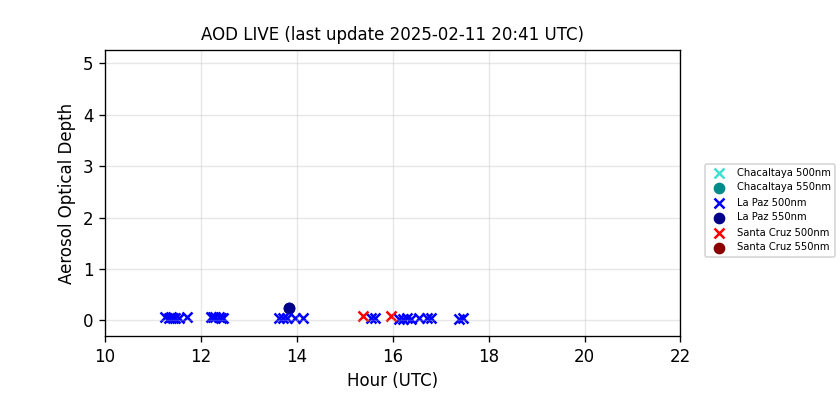 AOD LIVE (last update 2025-02-11 20:41 UTC)
Aerosol Optical Depth
5
4
3
2
1
0
10 12 14 16 18 20 22
Hour (UTC)
Chacaltaya 500nm
Chacaltaya 550nm
La Paz 500nm
La Paz 550nm
Santa Cruz 500nm
Santa Cruz 550nm